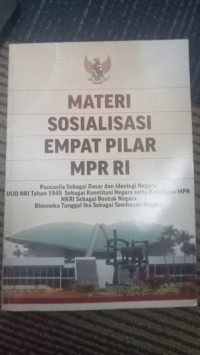 MATERI
SOSIALISASI
EMPAT PILAR
MPR RI
Pancasila Sebagai Dasar dan Ideologi Negara
UUD NRI Tahun 1945 Sebagai Konstitusi Negara serta Ketetapan MPR
NKRI Sebagai Bentuk Negara
Bhinneka Tunggal Ika Sebagai Semboyan Negara